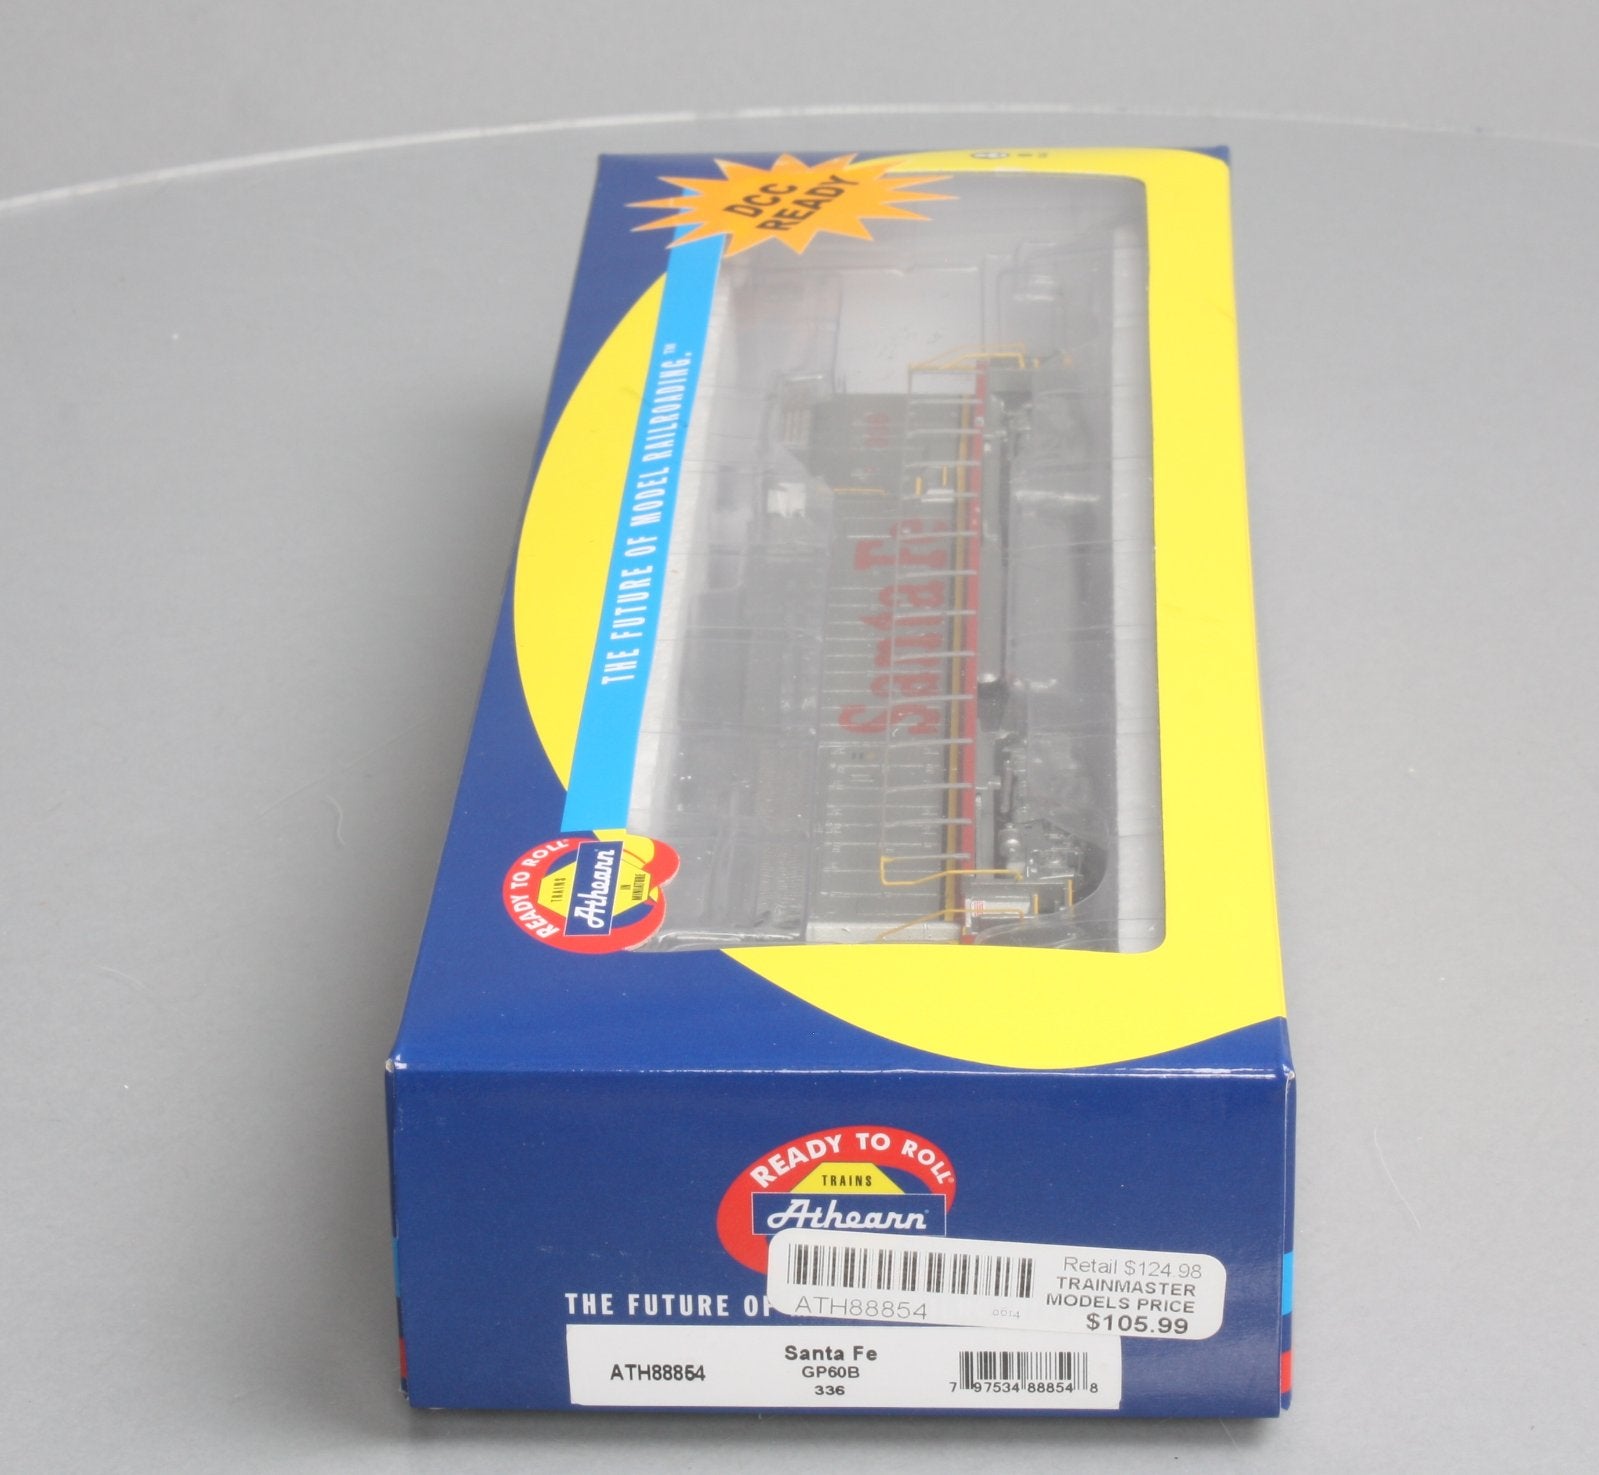 DCC
READY
THE FUTURE OF MODEL RAILROADING.™
Santa Fe
READY TO ROLL
TRAINS
Athearn
IN
MINIATURE
READY TO ROLL®
TRAINS
Athearn®
THE FUTURE OF
Retail $124.98
TRAINMASTER
MODELS PRICE
$105.99
ATH88854
0014
ATH88854
Santa Fe
GP60B
336
7 97534 88854 8